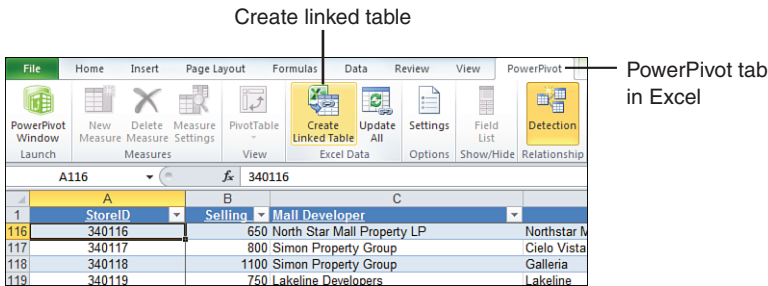 Create linked table
File Home Insert Page Layout Formulas Data Review View PowerPivot
PowerPivot tab
in Excel
PowerPivot Window New Measure Delete Measure Measure Settings PivotTable Create Linked Table Update All Settings Field List Detection
Launch Measures View Excel Data Options Show/Hide Relationship
A116 fx 340116
A B C
1 StoreID Selling Mall Developer
116 340116 650 North Star Mall Property LP Northstar M
117 340117 800 Simon Property Group Cielo Vista
118 340118 1100 Simon Property Group Galleria
119 340119 750 Lakeline Developers Lakeline